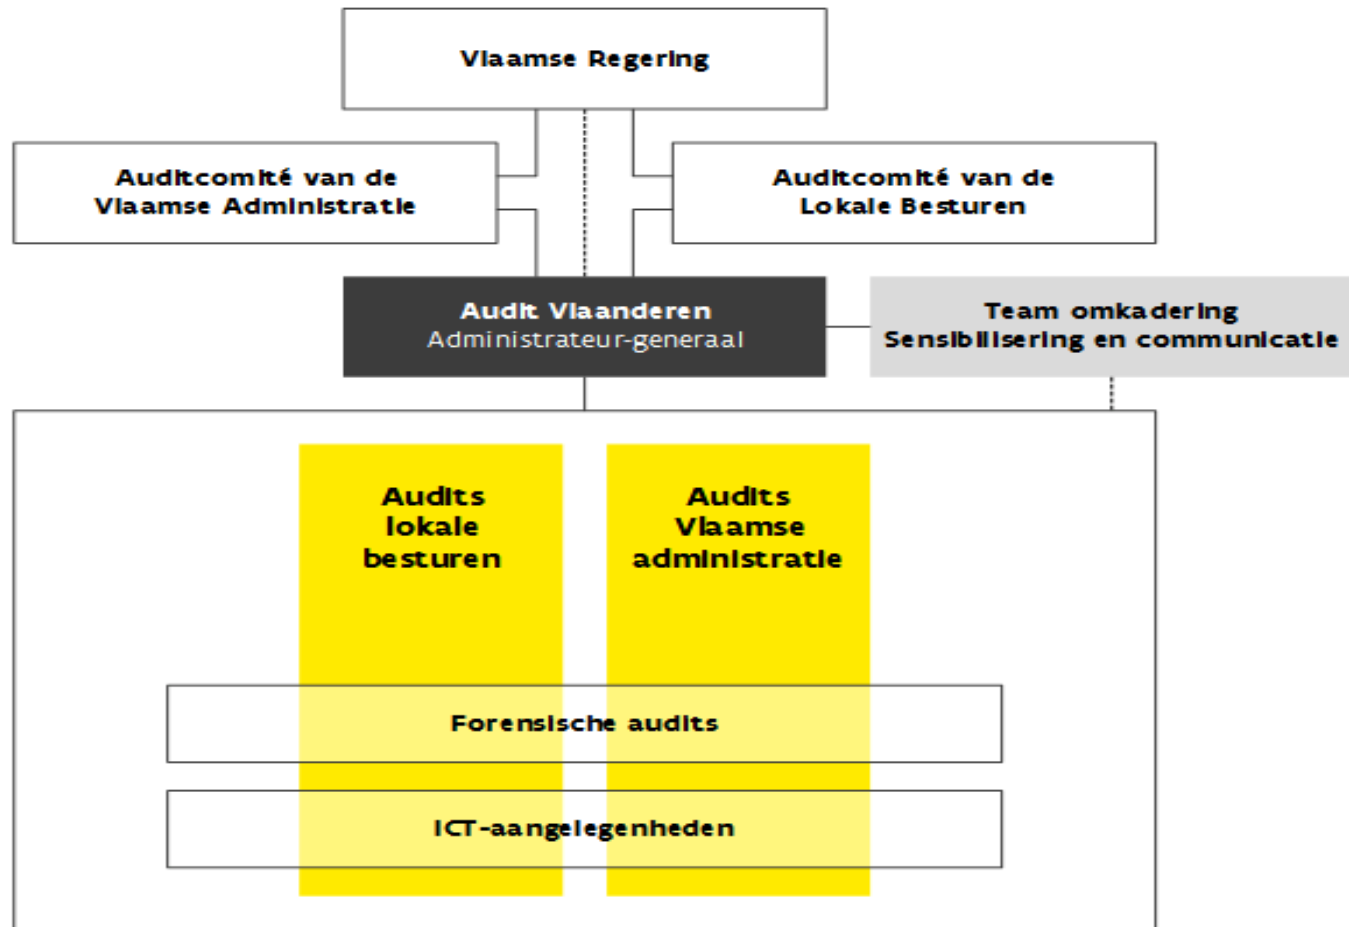 Vlaamse Regering
Auditcomité van de
Vlaamse Administratie
Auditcomité van de
Lokale Besturen
Audit Vlaanderen
Administrateur-generaal
Team omkadering
Sensibilisering en communicatie
Audits
lokale
besturen
Audits
Vlaamse
administratie
Forensische audits
ICT-aangelegenheden